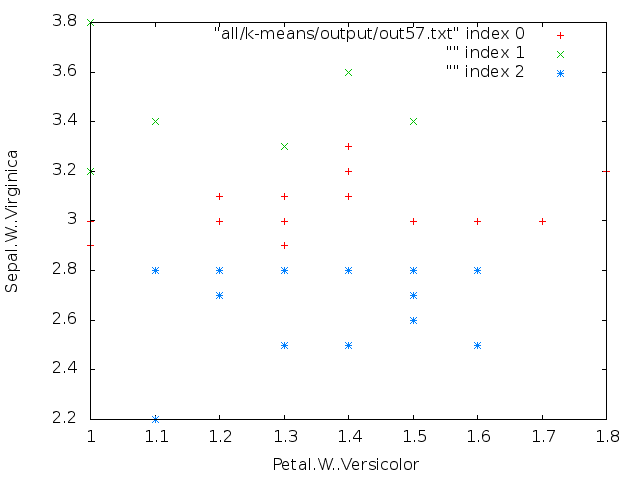 "all/k-means/output/out57.txt" index 0
"" index 1
"" index 2
3.8
3.6
3.4
3.2
3
2.8
2.6
2.4
2.2
1 1.1 1.2 1.3 1.4 1.5 1.6 1.7 1.8
Sepal.W..Virginica
Petal.W..Versicolor